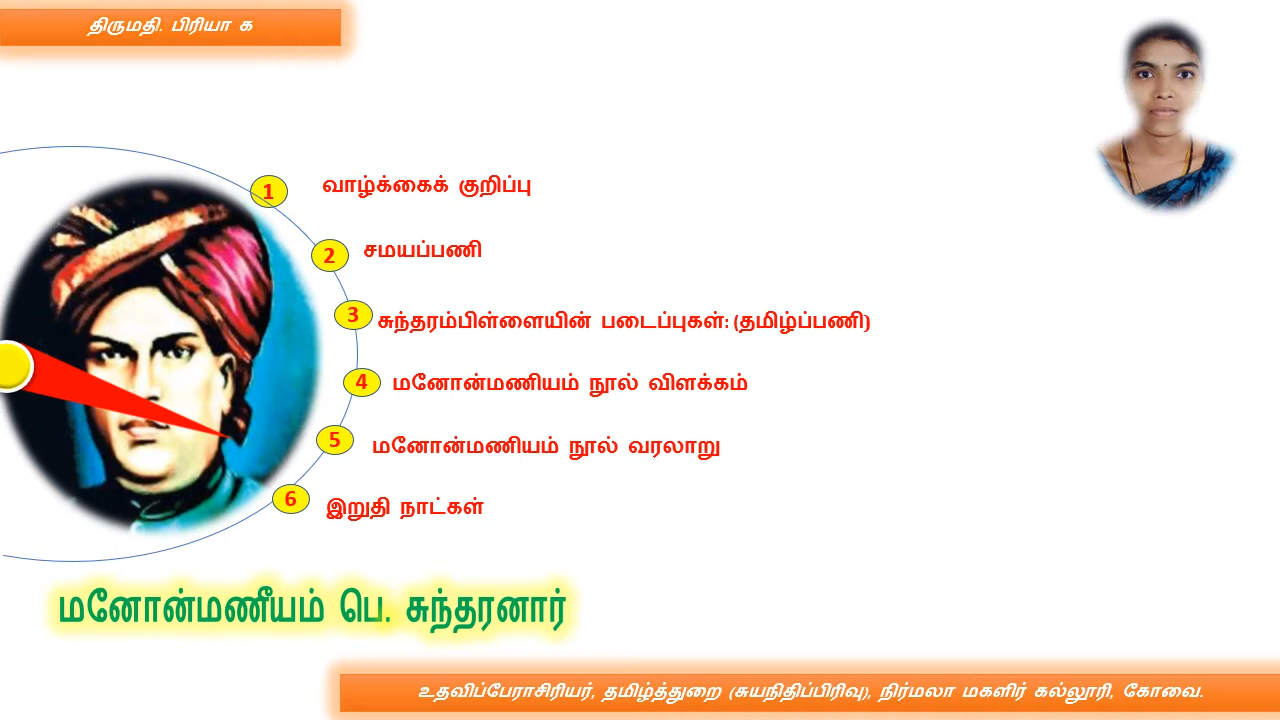 திருமதி. பிரியா க
1 வாழ்க்கைக் குறிப்பு
2 சமயப்பணி
3 சுந்தரம்பிள்ளையின் படைப்புகள்: (தமிழ்ப்பணி)
4 மனோன்மணியம் நூல் விளக்கம்
5 மனோன்மணியம் நூல் வரலாறு
6 இறுதி நாட்கள்
மனோன்மணீயம் பெ. சுந்தரனார்
உதவிப்பேராசிரியர், தமிழ்த்துறை (சுயநிதிப்பிரிவு), நிர்மலா மகளிர் கல்லூரி, கோவை.